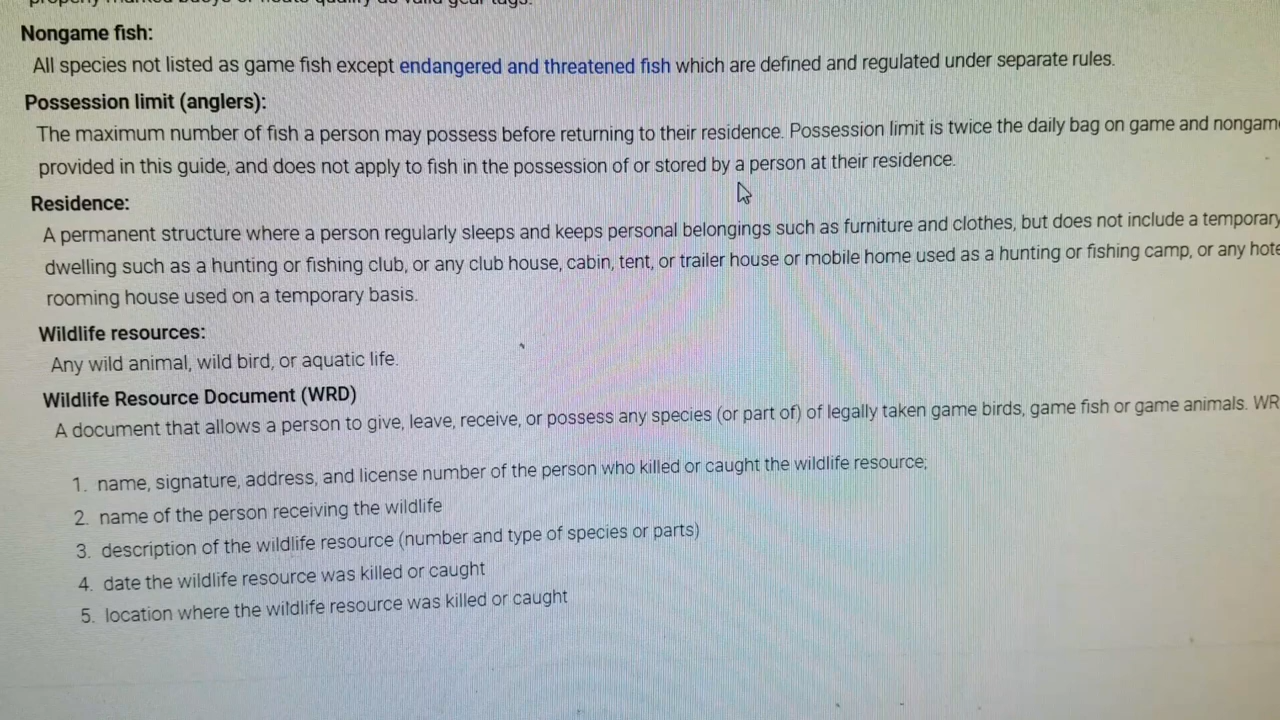 properly marked buoys or floats qualify as valid gear tags.
Nongame fish:
All species not listed as game fish except endangered and threatened fish which are defined and regulated under separate rules.
Possession limit (anglers):
The maximum number of fish a person may possess before returning to their residence. Possession limit is twice the daily bag on game and nongame
provided in this guide, and does not apply to fish in the possession of or stored by a person at their residence.
Residence:
A permanent structure where a person regularly sleeps and keeps personal belongings such as furniture and clothes, but does not include a temporary
dwelling such as a hunting or fishing club, or any club house, cabin, tent, or trailer house or mobile home used as a hunting or fishing camp, or any hote
rooming house used on a temporary basis.
Wildlife resources:
Any wild animal, wild bird, or aquatic life.
Wildlife Resource Document (WRD)
A document that allows a person to give, leave, receive, or possess any species (or part of) of legally taken game birds, game fish or game animals. WR
1. name, signature, address, and license number of the person who killed or caught the wildlife resource;
2. name of the person receiving the wildlife
3. description of the wildlife resource (number and type of species or parts)
4. date the wildlife resource was killed or caught
5. location where the wildlife resource was killed or caught